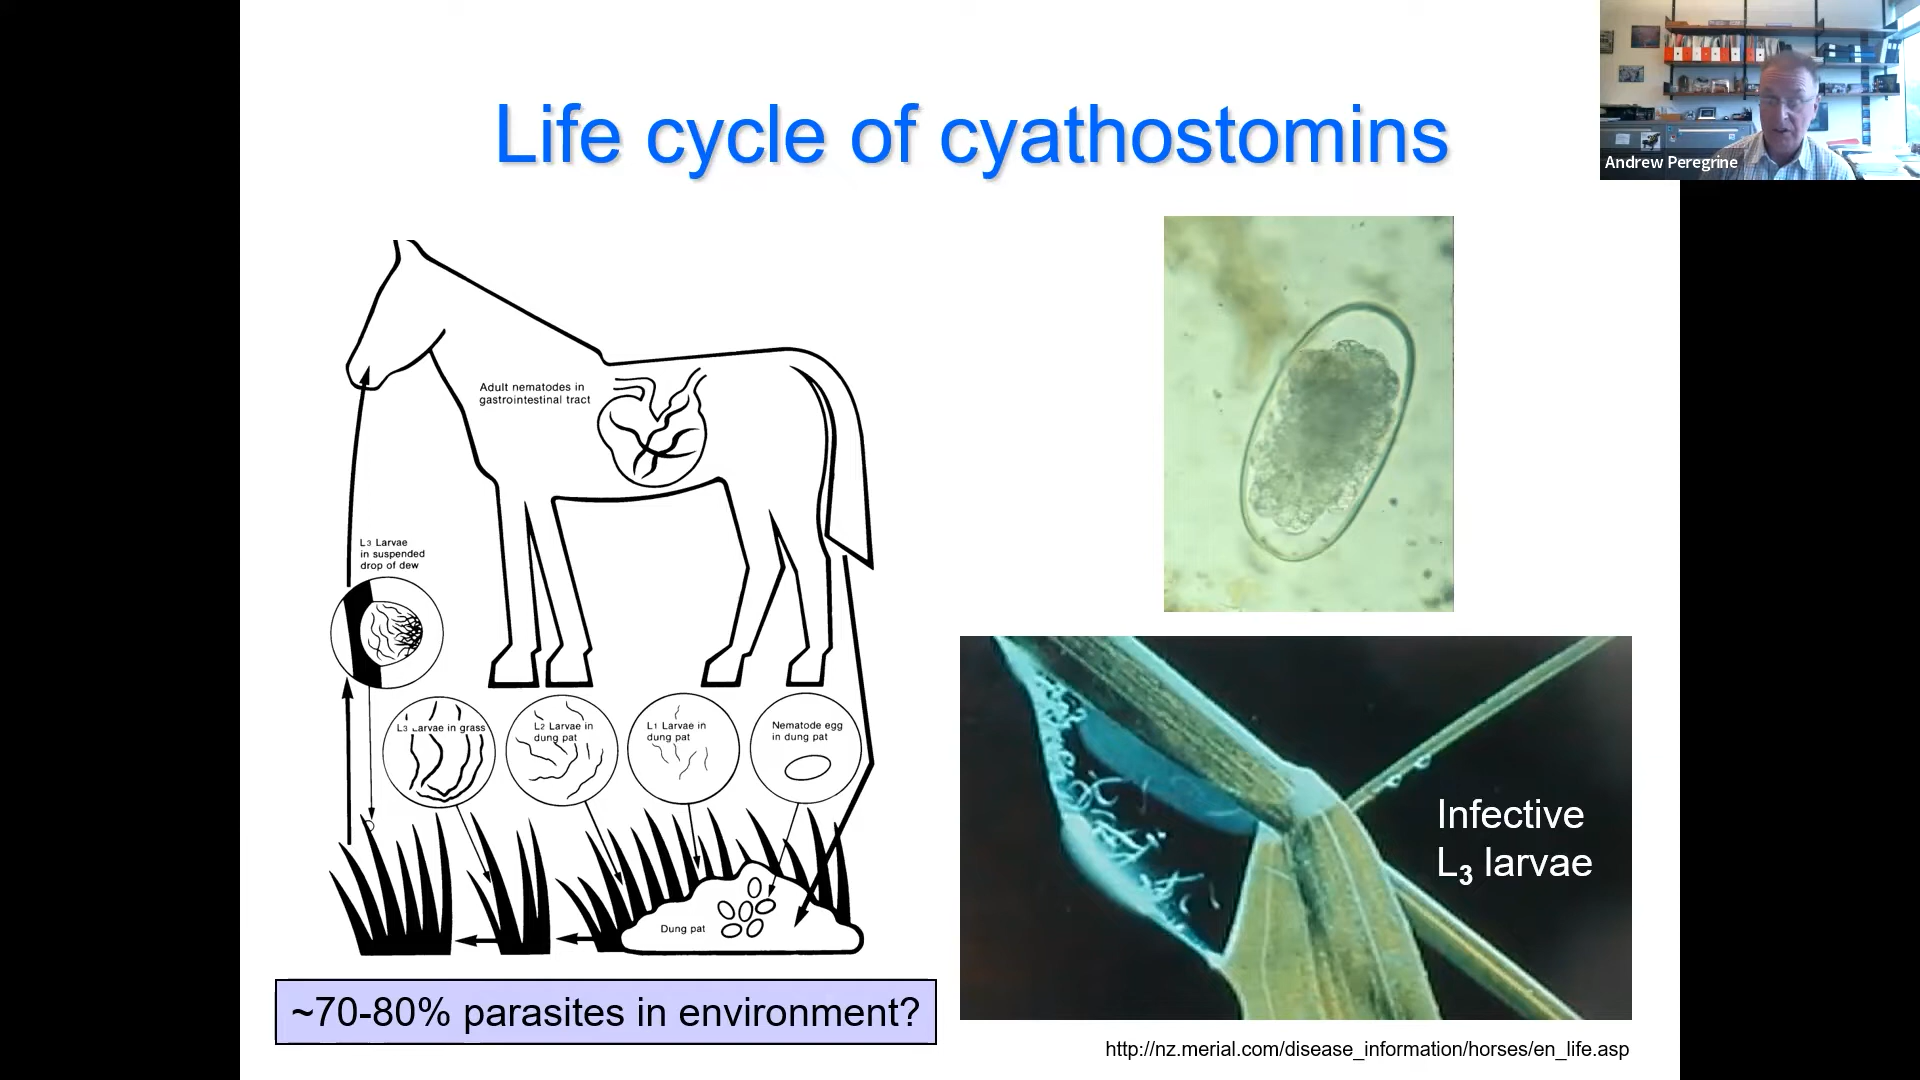 Life cycle of cyathostomins
Andrew Peregrine
Adult nematodes in
gastrointestinal tract
L3 Larvae
in suspended
drop of dew
L3 Larvae in grass
L2 Larvae in
dung pat
L1 Larvae in
dung pat
Nematode egg
in dung pat
Dung pat
~70-80% parasites in environment?
Infective
L3 larvae
http://nz.merial.com/disease_information/horses/en_life.asp